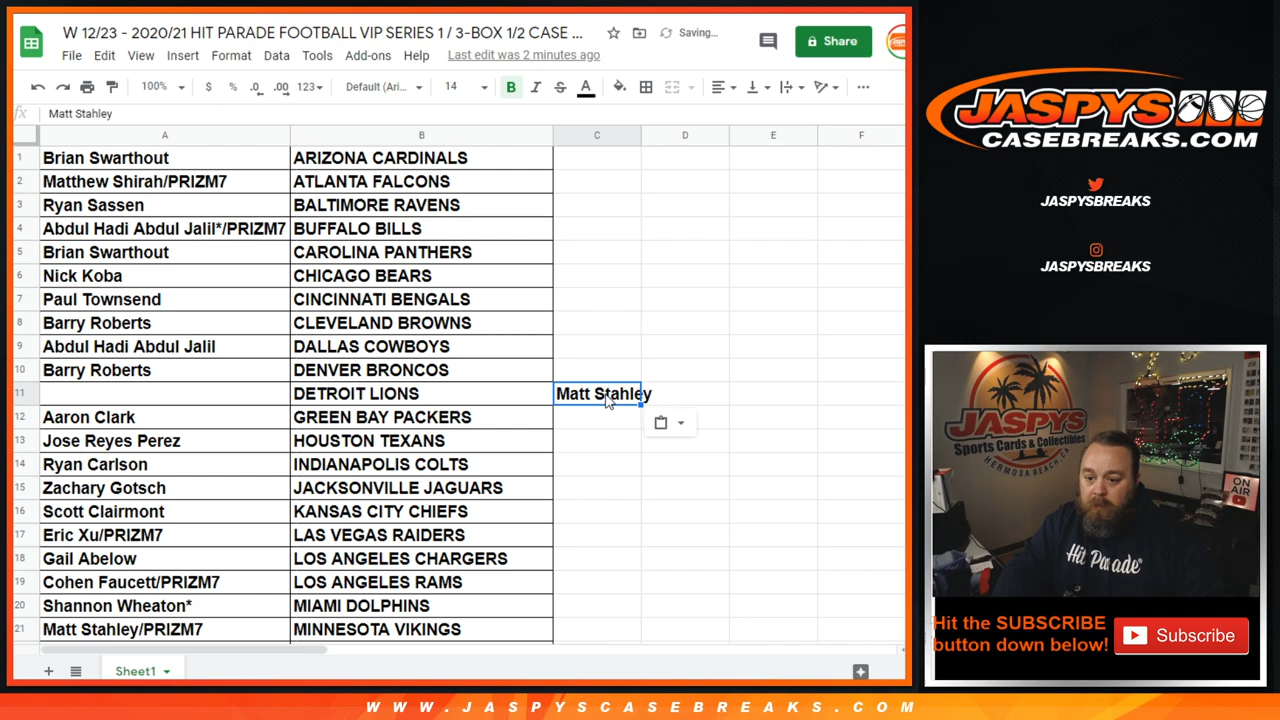 W 12/23 - 2020/21 HIT PARADE FOOTBALL VIP SERIES 1 / 3-BOX 1/2 CASE ...
Saving...
Share
File Edit View Insert Format Data Tools Add-ons Help Last edit was 2 minutes ago
100% $ % .0 .00 123 Default (Ari... 14 B I S A
fx Matt Stahley
A B C D E F
1 Brian Swarthout ARIZONA CARDINALS
2 Matthew Shirah/PRIZM7 ATLANTA FALCONS
3 Ryan Sassen BALTIMORE RAVENS
4 Abdul Hadi Abdul Jalil*/PRIZM7 BUFFALO BILLS
5 Brian Swarthout CAROLINA PANTHERS
6 Nick Koba CHICAGO BEARS
7 Paul Townsend CINCINNATI BENGALS
8 Barry Roberts CLEVELAND BROWNS
9 Abdul Hadi Abdul Jalil DALLAS COWBOYS
10 Barry Roberts DENVER BRONCOS
11 DETROIT LIONS Matt Stahley
12 Aaron Clark GREEN BAY PACKERS
13 Jose Reyes Perez HOUSTON TEXANS
14 Ryan Carlson INDIANAPOLIS COLTS
15 Zachary Gotsch JACKSONVILLE JAGUARS
16 Scott Clairmont KANSAS CITY CHIEFS
17 Eric Xu/PRIZM7 LAS VEGAS RAIDERS
18 Gail Abelow LOS ANGELES CHARGERS
19 Cohen Faucett/PRIZM7 LOS ANGELES RAMS
20 Shannon Wheaton* MIAMI DOLPHINS
21 Matt Stahley/PRIZM7 MINNESOTA VIKINGS
Sheet1
JASPYS
CASEBREAKS.COM
JASPYSBREAKS
JASPYSBREAKS
JASPYS
Sports Cards & Collectibles
HERMOSA BEACH, CA
ON AIR
Hit Parade
Hit the SUBSCRIBE
button down below!
Subscribe
WWW.JASPYSCASEBREAKS.COM